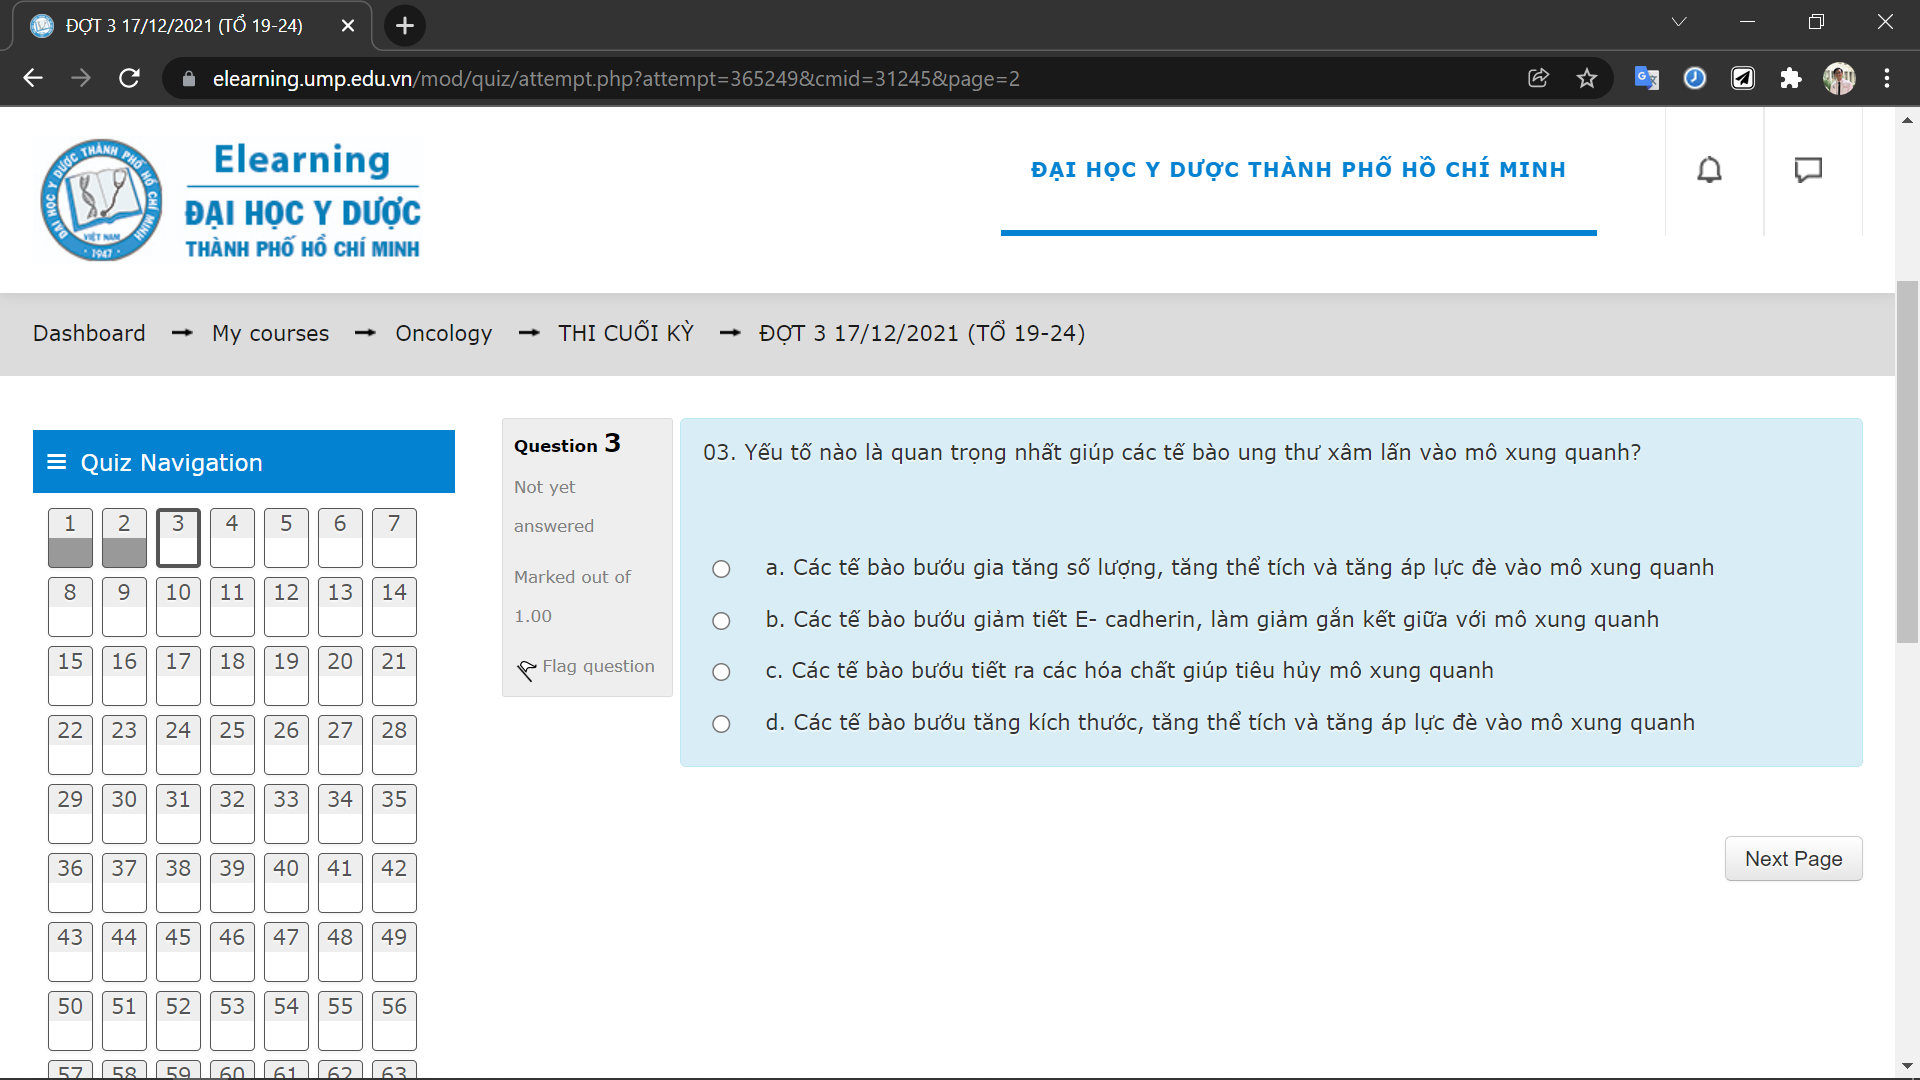 ĐỢT 3 17/12/2021 (TỔ 19-24)
elearning.ump.edu.vn/mod/quiz/attempt.php?attempt=365249&cmid=31245&page=2
ĐẠI HỌC Y DƯỢC THÀNH PHỐ HỒ CHÍ MINH
VIỆT NAM
1947
Elearning
ĐẠI HỌC Y DƯỢC
THÀNH PHỐ HỒ CHÍ MINH
ĐẠI HỌC Y DƯỢC THÀNH PHỐ HỒ CHÍ MINH
Dashboard → My courses → Oncology → THI CUỐI KỲ → ĐỢT 3 17/12/2021 (TỔ 19-24)
Quiz Navigation
1 2 3 4 5 6 7
8 9 10 11 12 13 14
15 16 17 18 19 20 21
22 23 24 25 26 27 28
29 30 31 32 33 34 35
36 37 38 39 40 41 42
43 44 45 46 47 48 49
50 51 52 53 54 55 56
57 58 59 60 61 62 63
Question 3
Not yet
answered
Marked out of
1.00
Flag question
03. Yếu tố nào là quan trọng nhất giúp các tế bào ung thư xâm lấn vào mô xung quanh?
a. Các tế bào bướu gia tăng số lượng, tăng thể tích và tăng áp lực đè vào mô xung quanh
b. Các tế bào bướu giảm tiết E- cadherin, làm giảm gắn kết giữa với mô xung quanh
c. Các tế bào bướu tiết ra các hóa chất giúp tiêu hủy mô xung quanh
d. Các tế bào bướu tăng kích thước, tăng thể tích và tăng áp lực đè vào mô xung quanh
Next Page